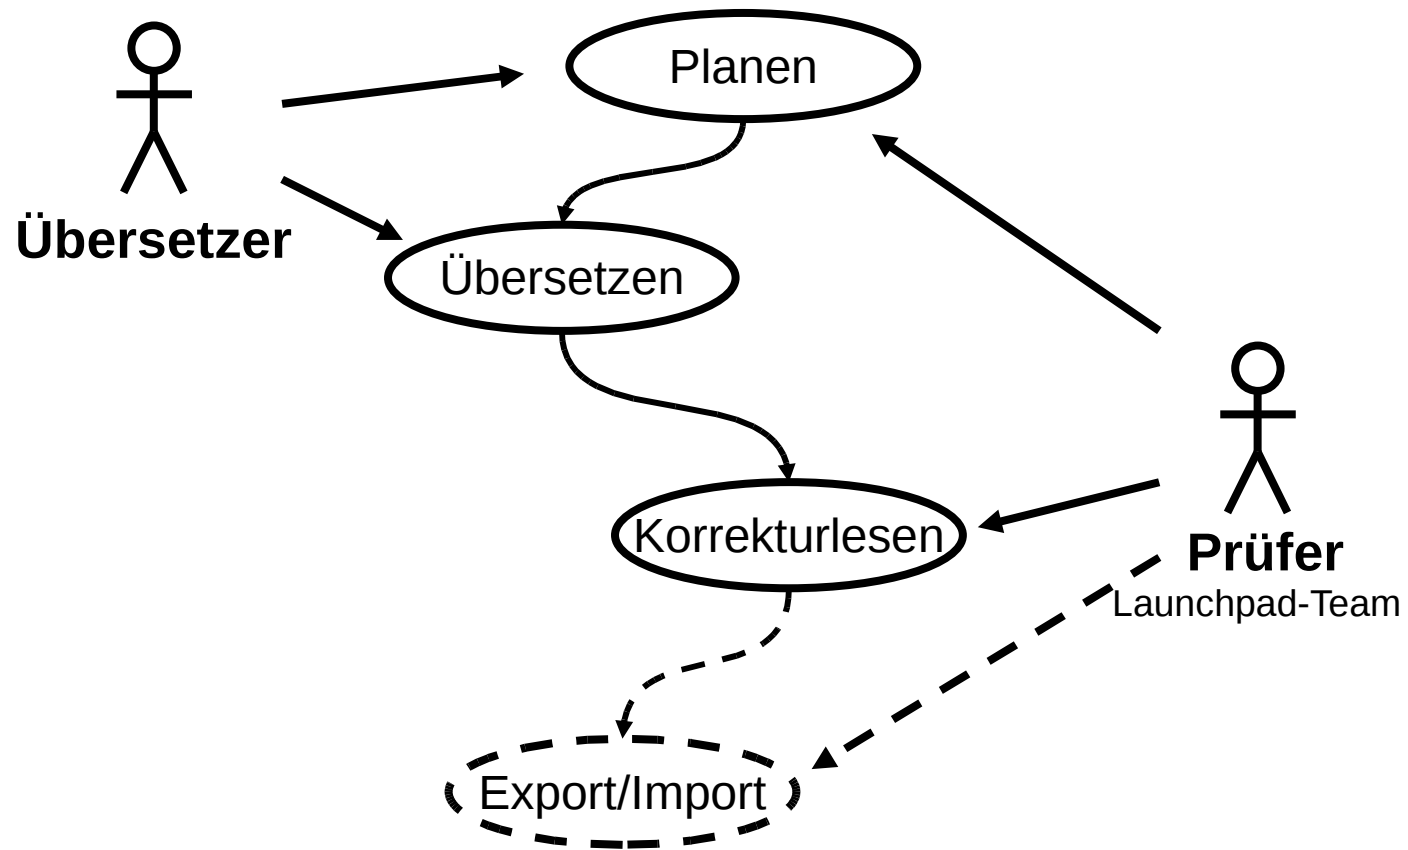 Planen
Übersetzer
Übersetzen
Korrekturlesen
Prüfer
Launchpad-Team
Export/Import